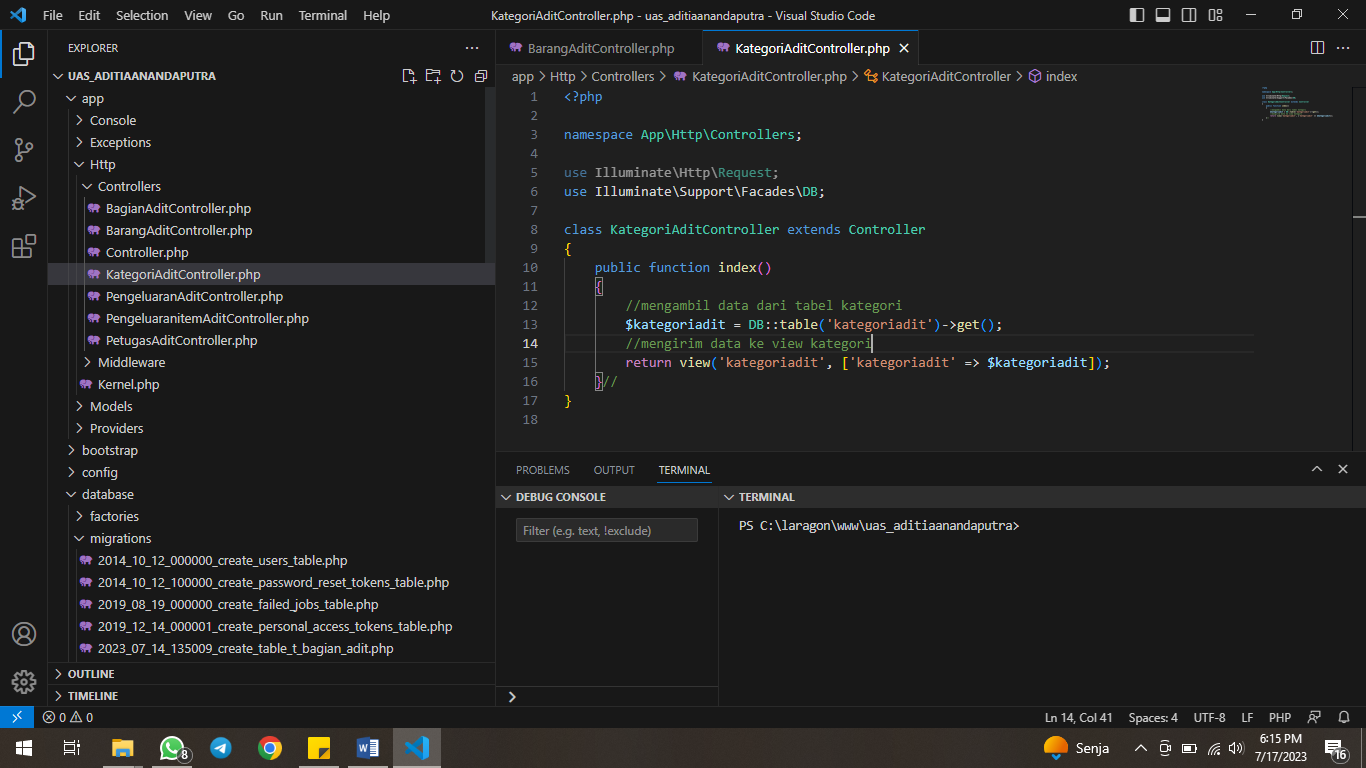 File Edit Selection View Go Run Terminal Help
KategoriAditController.php - uas_aditiaanandaputra - Visual Studio Code
EXPLORER
UAS_ADITIAANANDAPUTRA
app
Console
Exceptions
Http
Controllers
BagianAditController.php
BarangAditController.php
Controller.php
KategoriAditController.php
PengeluaranAditController.php
PengeluaranitemAditController.php
PetugasAditController.php
Middleware
Kernel.php
Models
Providers
bootstrap
config
database
factories
migrations
2014_10_12_000000_create_users_table.php
2014_10_12_100000_create_password_reset_tokens_table.php
2019_08_19_000000_create_failed_jobs_table.php
2019_12_14_000001_create_personal_access_tokens_table.php
2023_07_14_135009_create_table_t_bagian_adit.php
OUTLINE
TIMELINE
BarangAditController.php KategoriAditController.php
app > Http > Controllers > KategoriAditController.php > KategoriAditController > index
1 <?php
2
3 namespace App\Http\Controllers;
4
5 use Illuminate\Http\Request;
6 use Illuminate\Support\Facades\DB;
7
8 class KategoriAditController extends Controller
9 {
10 public function index()
11 {
12 //mengambil data dari tabel kategori
13 $kategoriadit = DB::table('kategoriadit')->get();
14 //mengirim data ke view kategori
15 return view('kategoriadit', ['kategoriadit' => $kategoriadit]);
16 }//
17 }
18
PROBLEMS OUTPUT TERMINAL
DEBUG CONSOLE
Filter (e.g. text, !exclude)
TERMINAL
PS C:\laragon\www\uas_aditiaanandaputra>
0 0
Ln 14, Col 41 Spaces: 4 UTF-8 LF PHP
8
Senja
6:15 PM
7/17/2023
16